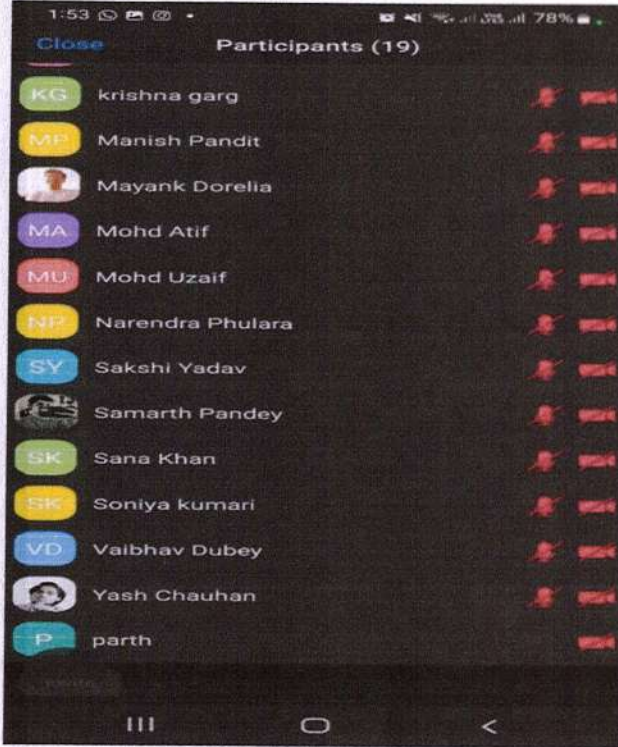 1:53 78%
Close Participants (19)
KG krishna garg
MP Manish Pandit
Mayank Dorelia
MA Mohd Atif
MU Mohd Uzaif
NP Narendra Phulara
SY Sakshi Yadav
Samarth Pandey
SK Sana Khan
SK Soniya kumari
VD Vaibhav Dubey
Yash Chauhan
P parth